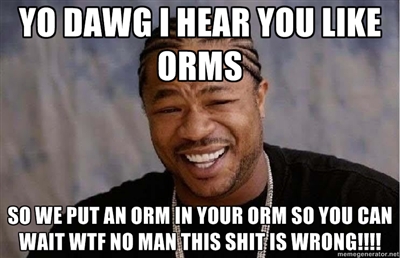 YO DAWG I HEAR YOU LIKE
ORMS
SO WE PUT AN ORM IN YOUR ORM SO YOU CAN
WAIT WTF NO MAN THIS SHIT IS WRONG!!!!
memegenerator.net